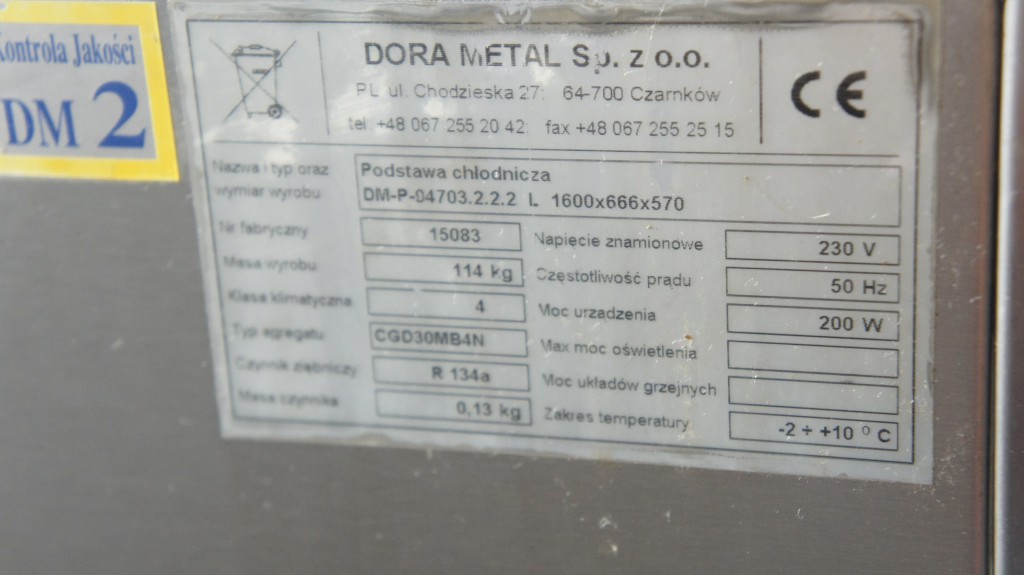 Kontrola Jakości
DM 2
DORA METAL Sp. z o.o.
PL ul. Chodzieska 27; 64-700 Czarnków
tel. +48 067 255 20 42; fax +48 067 255 25 15
CE
Nazwa i typ oraz wymiar wyrobu
Podstawa chłodnicza
DM-P-04703.2.2.2 L 1600x666x570
Nr fabryczny 15083
Masa wyrobu 114 kg
Klasa klimatyczna 4
Typ agregatu CGD30MB4N
Czynnik ziębniczy R 134a
Masa czynnika 0,13 kg
Napięcie znamionowe 230 V
Częstotliwość prądu 50 Hz
Moc urządzenia 200 W
Max moc oświetlenia
Moc układów grzejnych
Zakres temperatury -2 ÷ +10 ° C